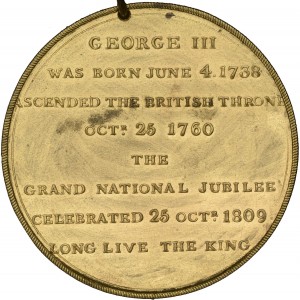 GEORGE III
WAS BORN JUNE 4. 1738
ASCENDED THE BRITISH THRONE
OCTR. 25 1760
THE
GRAND NATIONAL JUBILEE
CELEBRATED 25 OCTR. 1809
LONG LIVE THE KING